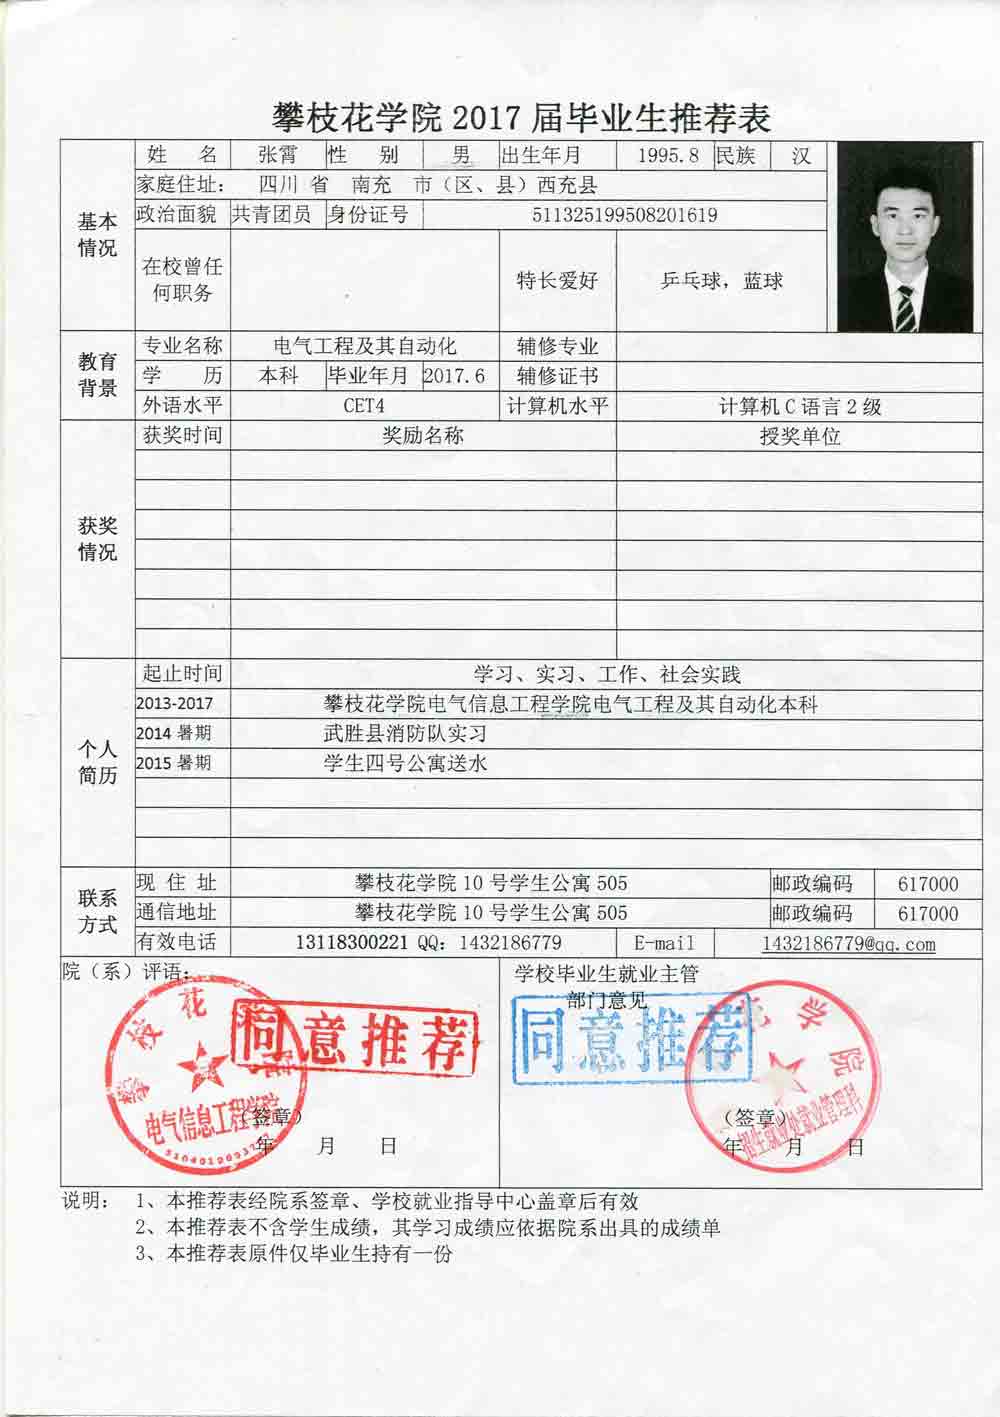 攀枝花学院 2017 届毕业生推荐表
基本情况
姓 名 张霄 性 别 男 出生年月 1995.8 民族 汉
家庭住址： 四川 省 南充 市（区、县）西充县
政治面貌 共青团员 身份证号 511325199508201619
在校曾任何职务 特长爱好 乒乓球，蓝球
教育背景
专业名称 电气工程及其自动化 辅修专业
学 历 本科 毕业年月 2017.6 辅修证书
外语水平 CET4 计算机水平 计算机 C 语言 2 级
获奖情况
获奖时间 奖励名称 授奖单位
个人简历
起止时间 学习、实习、工作、社会实践
2013-2017 攀枝花学院电气信息工程学院电气工程及其自动化本科
2014 暑期 武胜县消防队实习
2015 暑期 学生四号公寓送水
联系方式
现 住 址 攀枝花学院 10 号学生公寓 505 邮政编码 617000
通信地址 攀枝花学院 10 号学生公寓 505 邮政编码 617000
有效电话 13118300221 QQ：1432186779 E-mail 1432186779@qq.com
院（系）评语：
同意推荐
攀枝花学院
电气信息工程学院
（签章）
年 月 日
学校毕业生就业主管
部门意见
同意推荐
花学院
招生就业处就业管理科
（签章）
年 月 日
说明： 1、本推荐表经院系签章、学校就业指导中心盖章后有效
2、本推荐表不含学生成绩，其学习成绩应依据院系出具的成绩单
3、本推荐表原件仅毕业生持有一份